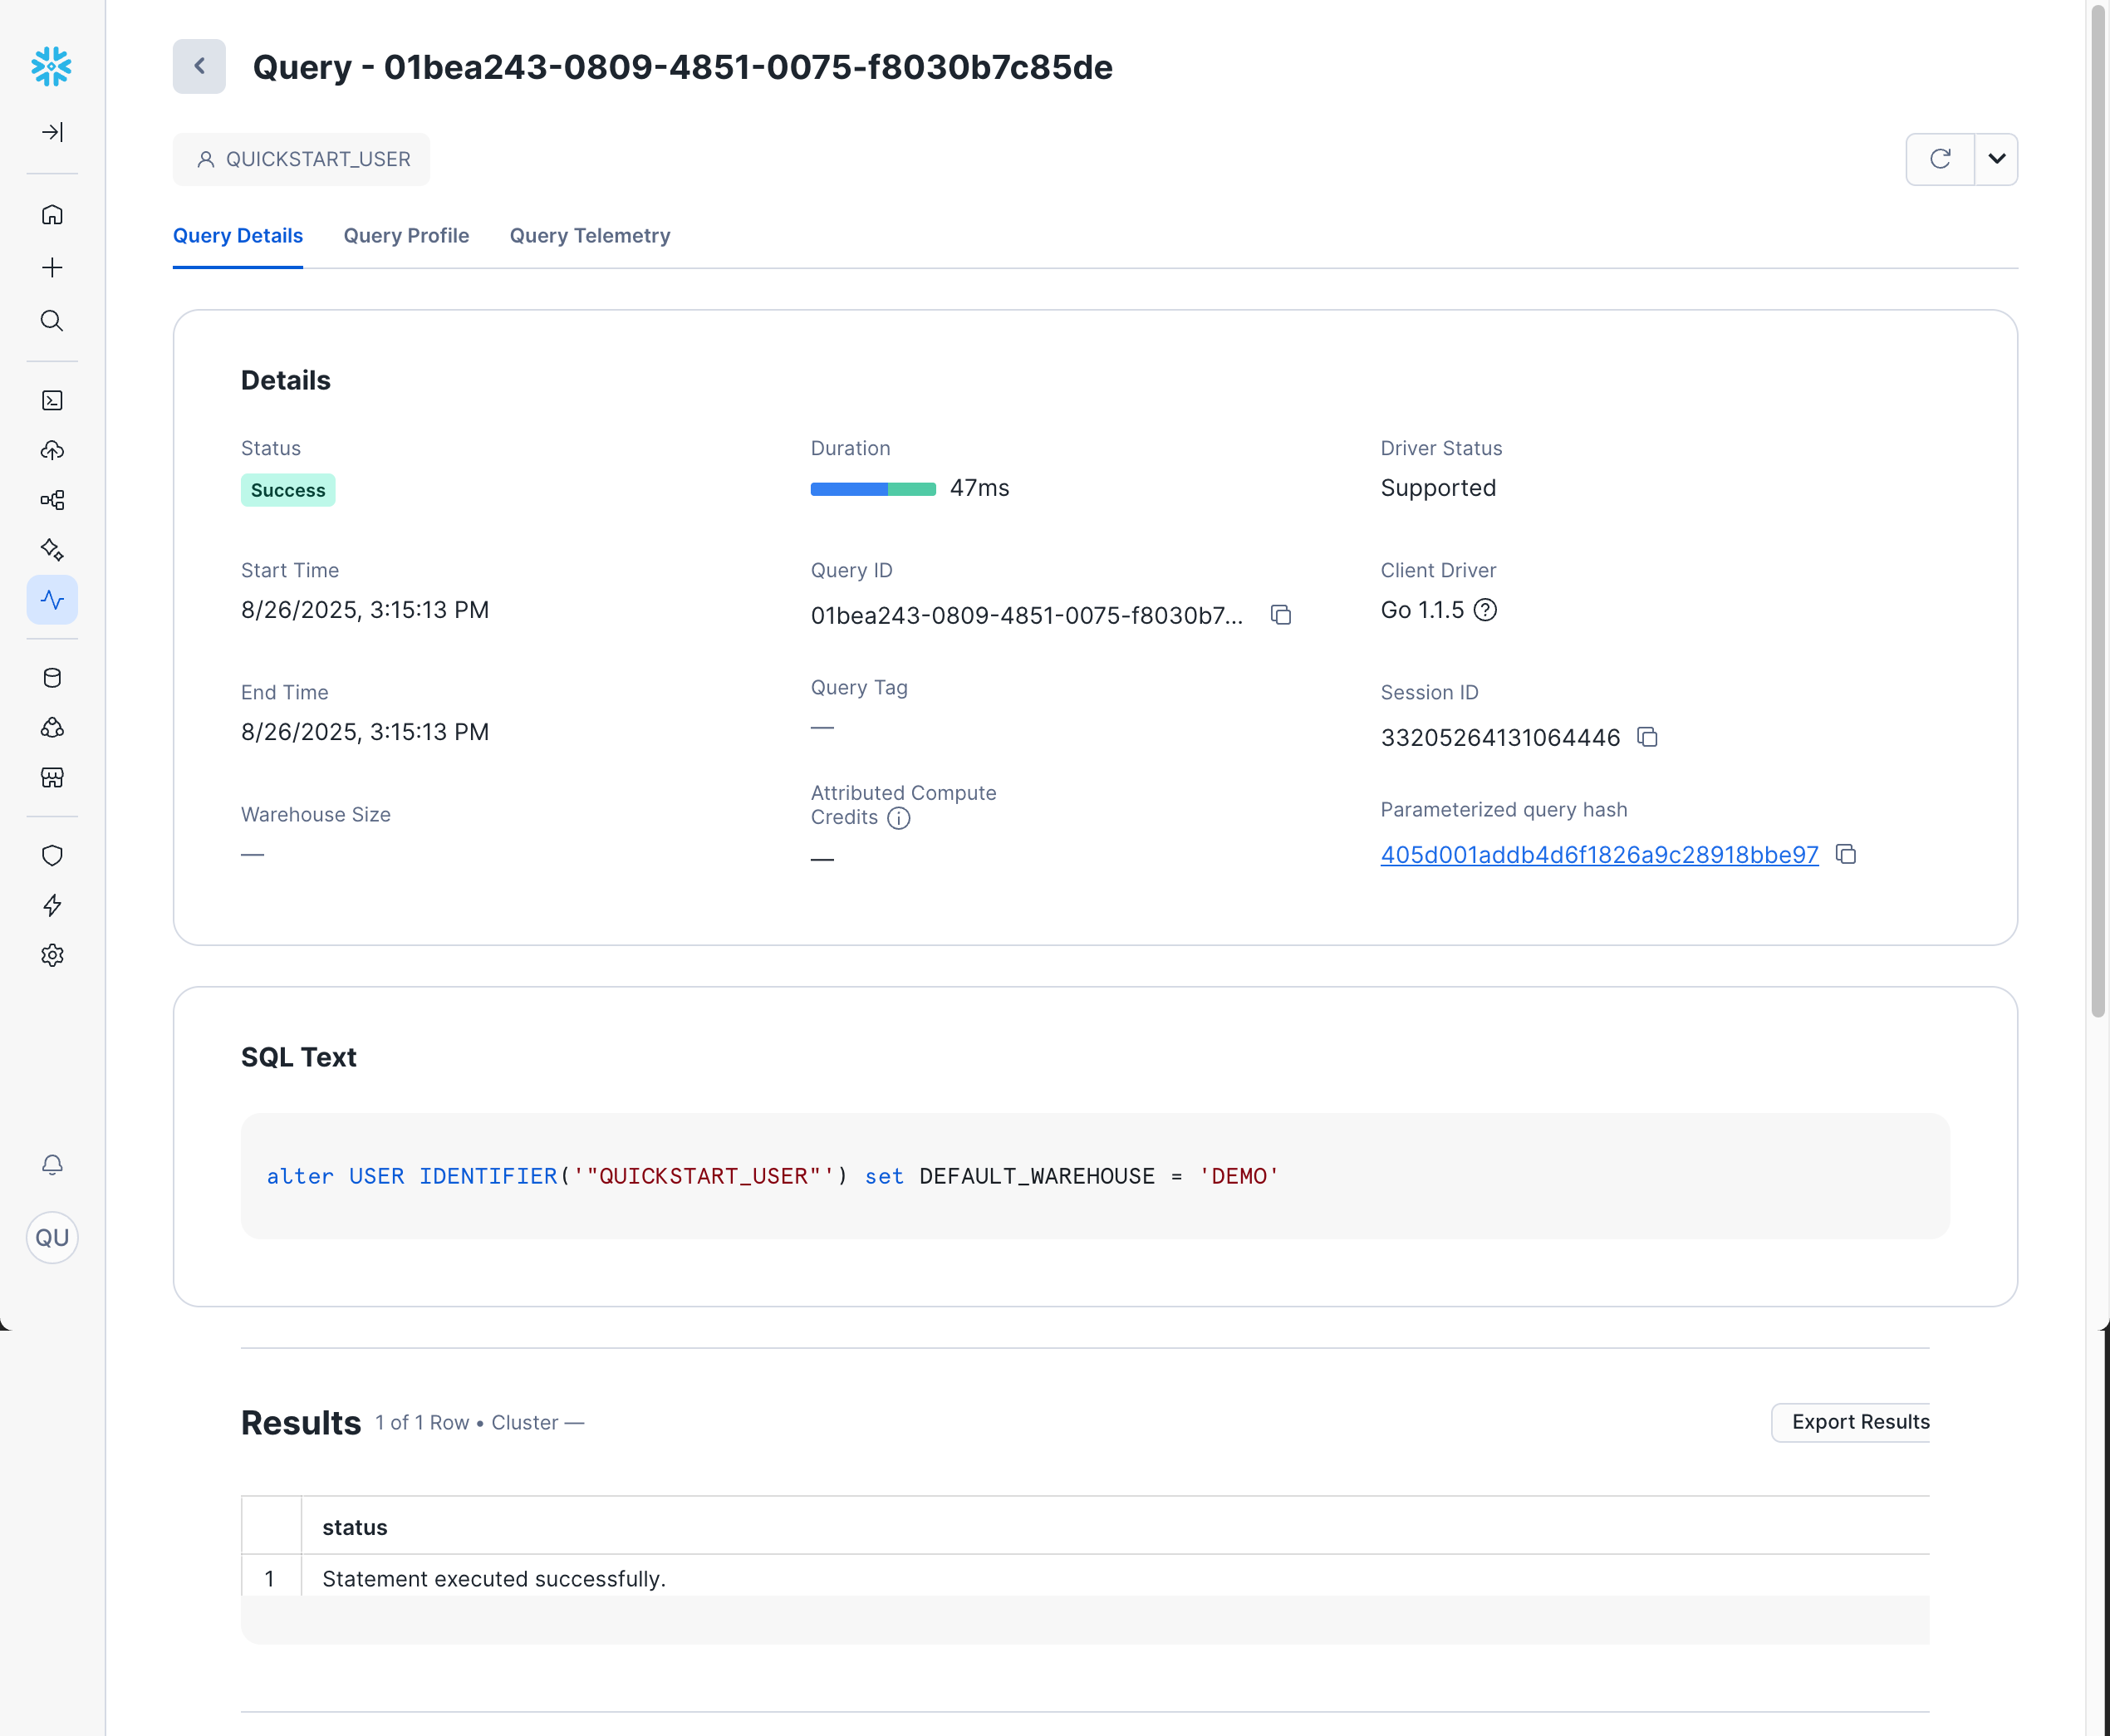 Query - 01bea243-0809-4851-0075-f8030b7c85de
QUICKSTART_USER
Query Details Query Profile Query Telemetry
Details
Status
Success
Duration
47ms
Driver Status
Supported
Start Time
8/26/2025, 3:15:13 PM
Query ID
01bea243-0809-4851-0075-f8030b7...
Client Driver
Go 1.1.5
End Time
8/26/2025, 3:15:13 PM
Query Tag
—
Session ID
33205264131064446
Warehouse Size
—
Attributed Compute
Credits
—
Parameterized query hash
405d001addb4d6f1826a9c28918bbe97
SQL Text
alter USER IDENTIFIER('"QUICKSTART_USER"') set DEFAULT_WAREHOUSE = 'DEMO'
QU
Results 1 of 1 Row • Cluster —
Export Results
status
1 Statement executed successfully.